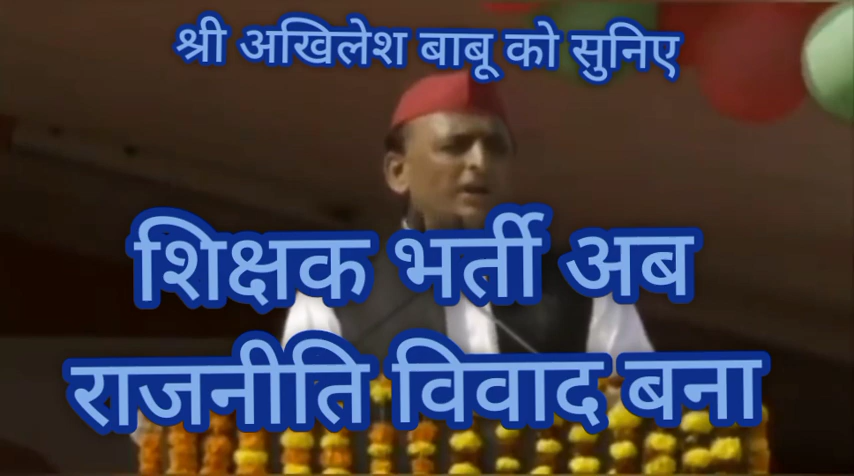 श्री अखिलेश बाबू को सुनिए
शिक्षक भर्ती अब
राजनीति विवाद बना